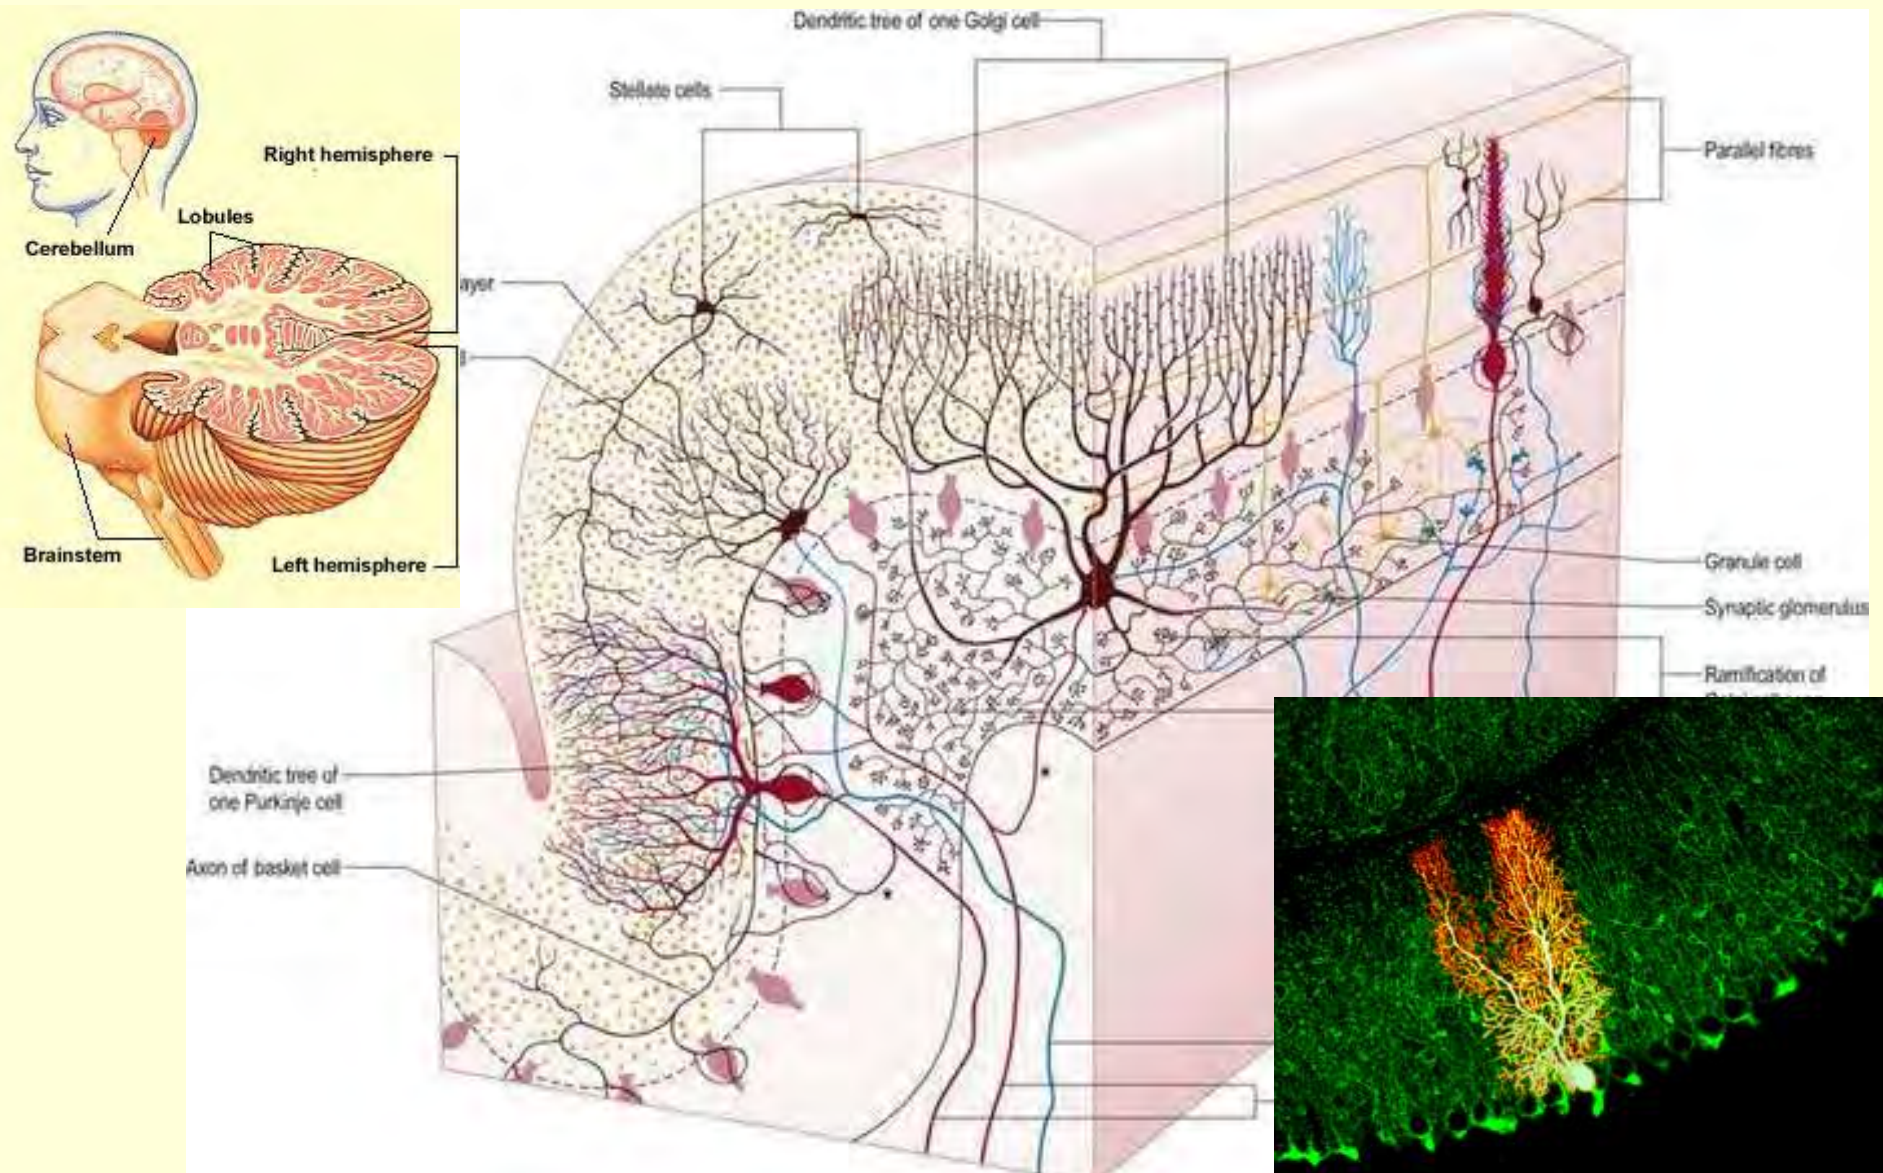 Dendritic tree of one Golgi cell
Stellate cells
Parallel fibres
Right hemisphere
Lobules
Cerebellum
ayer
Brainstem
Left hemisphere
Granule cell
Synaptic glomerulus
Ramification of
Dendritic tree of
one Purkinje cell
Axon of basket cell